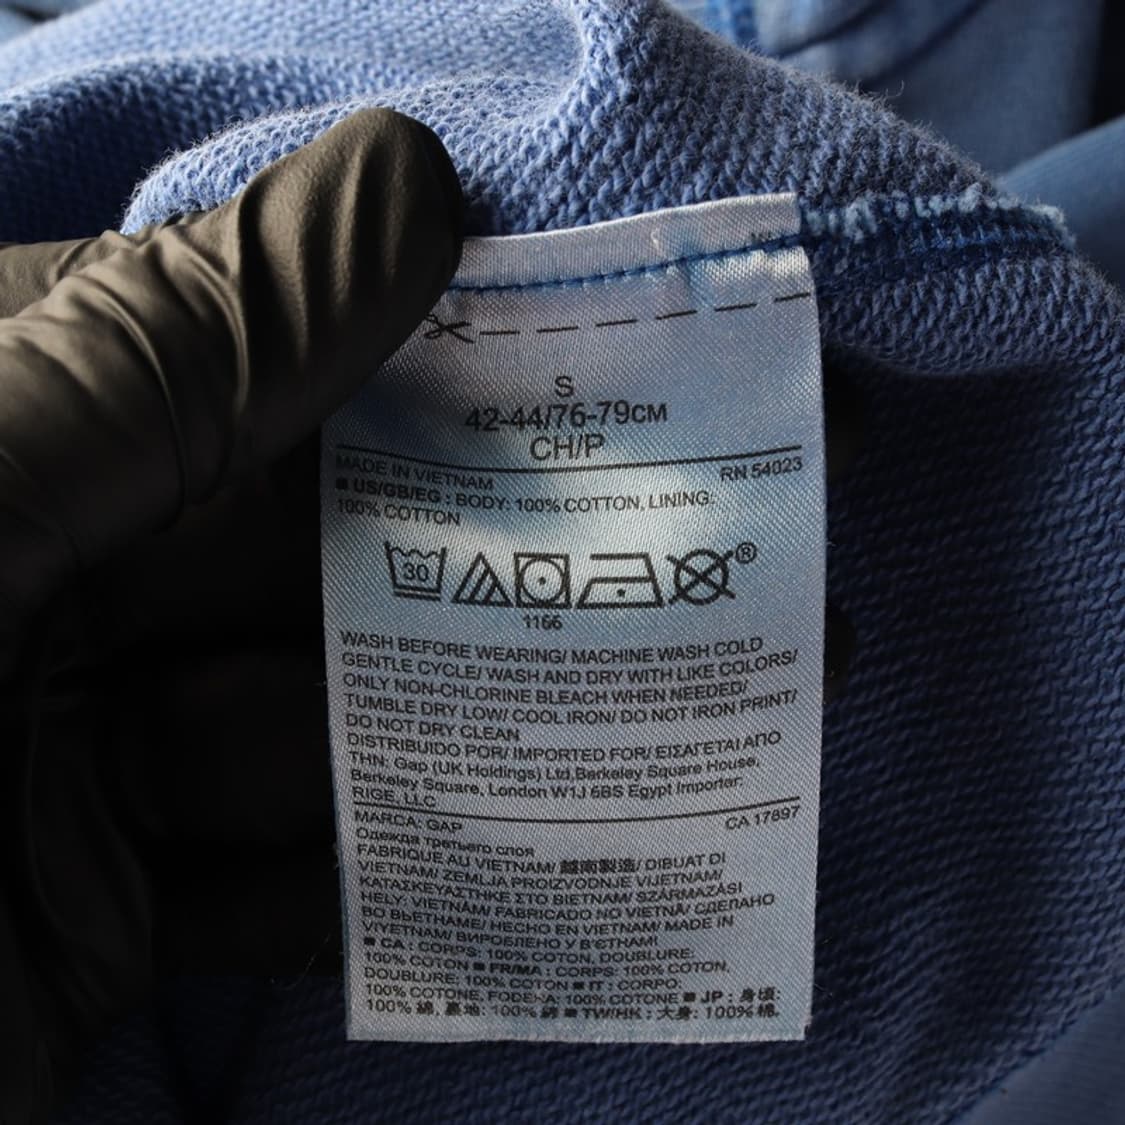 S
42-44/76-79CM
CH/P
MADE IN VIETNAM
RN 54023
■ US/GB/EG : BODY: 100% COTTON, LINING:
100% COTTON
30
®
1166
WASH BEFORE WEARING/ MACHINE WASH COLD
GENTLE CYCLE/ WASH AND DRY WITH LIKE COLORS/
ONLY NON-CHLORINE BLEACH WHEN NEEDED/
TUMBLE DRY LOW/ COOL IRON/ DO NOT IRON PRINT/
DO NOT DRY CLEAN
DISTRIBUIDO POR/ IMPORTED FOR/ ΕΙΣΑΓΕΤΑΙ ΑΠΟ
THN: Gap (UK Holdings) Ltd,Berkeley Square House,
Berkeley Square, London W1J 6BS Egypt Importer:
RIGE, LLC
MARCA: GAP
CA 17897
Одежда третьего слоя
FABRIQUE AU VIETNAM/ 越南製造/ DIBUAT DI
VIETNAM/ ZEMLJA PROIZVODNJE VIJETNAM/
ΚΑΤΑΣΚΕΥΑΣΤΗΚΕ ΣΤΟ ΒΙΕΤΝΑΜ/ SZÁRMAZÁSI
HELY: VIETNÁM/ FABRICADO NO VIETNÃ/ СДЕЛАНО
ВО ВЬЕТНАМЕ/ HECHO EN VIETNAM/ MADE IN
VIYETNAM/ ВИРОБЛЕНО У В'ЄТНАМІ
■ CA : CORPS: 100% COTON, DOUBLURE:
100% COTON ■ FR/MA : CORPS: 100% COTON,
DOUBLURE: 100% COTON ■ IT : CORPO:
100% COTONE, FODERA: 100% COTONE ■ JP : 身頃:
100% 綿, 裏地: 100% 綿 ■ TW/HK : 大身: 100% 棉,